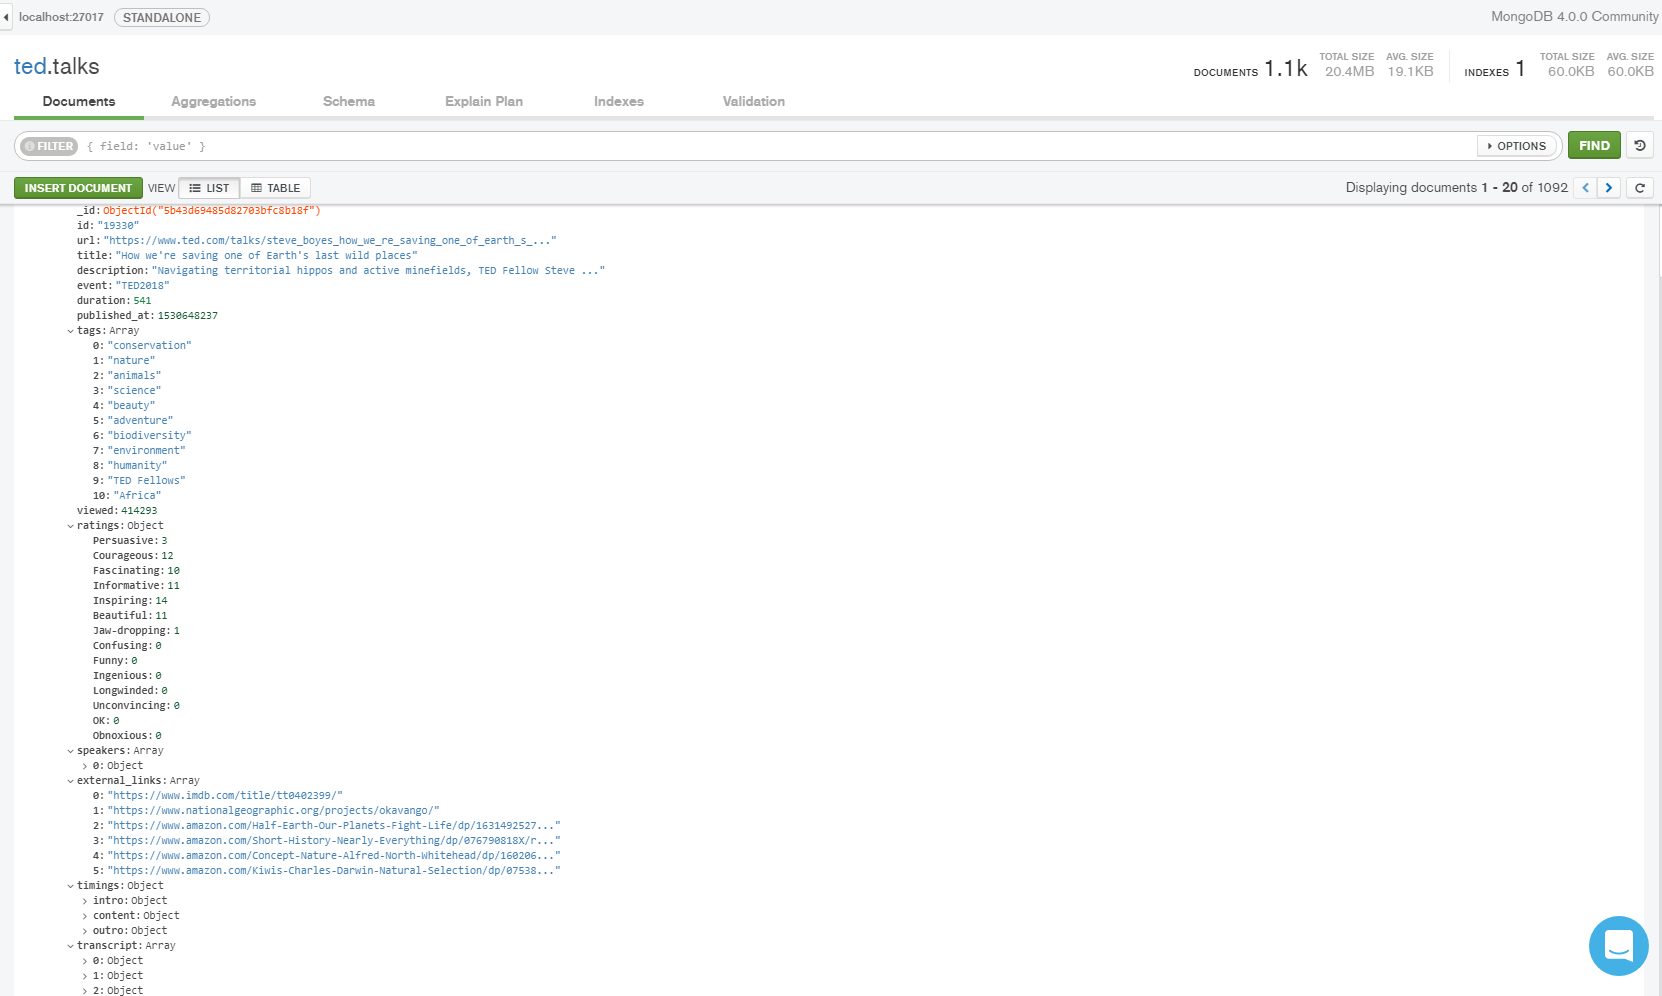 localhost:27017 STANDALONE MongoDB 4.0.0 Community
ted.talks
DOCUMENTS 1.1k TOTAL SIZE 20.4MB AVG. SIZE 19.1KB INDEXES 1 TOTAL SIZE 60.0KB AVG. SIZE 60.0KB
Documents Aggregations Schema Explain Plan Indexes Validation
FILTER { field: 'value' } OPTIONS FIND
INSERT DOCUMENT VIEW LIST TABLE Displaying documents 1 - 20 of 1092
_id: ObjectId("5b43d69485d82703bfc8b18f")
id: "19330"
url: "https://www.ted.com/talks/steve_boyes_how_we_re_saving_one_of_earth_s_..."
title: "How we're saving one of Earth's last wild places"
description: "Navigating territorial hippos and active minefields, TED Fellow Steve ..."
event: "TED2018"
duration: 541
published_at: 1530648237
tags: Array
0: "conservation"
1: "nature"
2: "animals"
3: "science"
4: "beauty"
5: "adventure"
6: "biodiversity"
7: "environment"
8: "humanity"
9: "TED Fellows"
10: "Africa"
viewed: 414293
ratings: Object
Persuasive: 3
Courageous: 12
Fascinating: 10
Informative: 11
Inspiring: 14
Beautiful: 11
Jaw-dropping: 1
Confusing: 0
Funny: 0
Ingenious: 0
Longwinded: 0
Unconvincing: 0
OK: 0
Obnoxious: 0
speakers: Array
0: Object
external_links: Array
0: "https://www.imdb.com/title/tt0402399/"
1: "https://www.nationalgeographic.org/projects/okavango/"
2: "https://www.amazon.com/Half-Earth-Our-Planets-Fight-Life/dp/1631492527..."
3: "https://www.amazon.com/Short-History-Nearly-Everything/dp/076790818X/r..."
4: "https://www.amazon.com/Concept-Nature-Alfred-North-Whitehead/dp/160206..."
5: "https://www.amazon.com/Kiwis-Charles-Darwin-Natural-Selection/dp/07538..."
timings: Object
intro: Object
content: Object
outro: Object
transcript: Array
0: Object
1: Object
2: Object